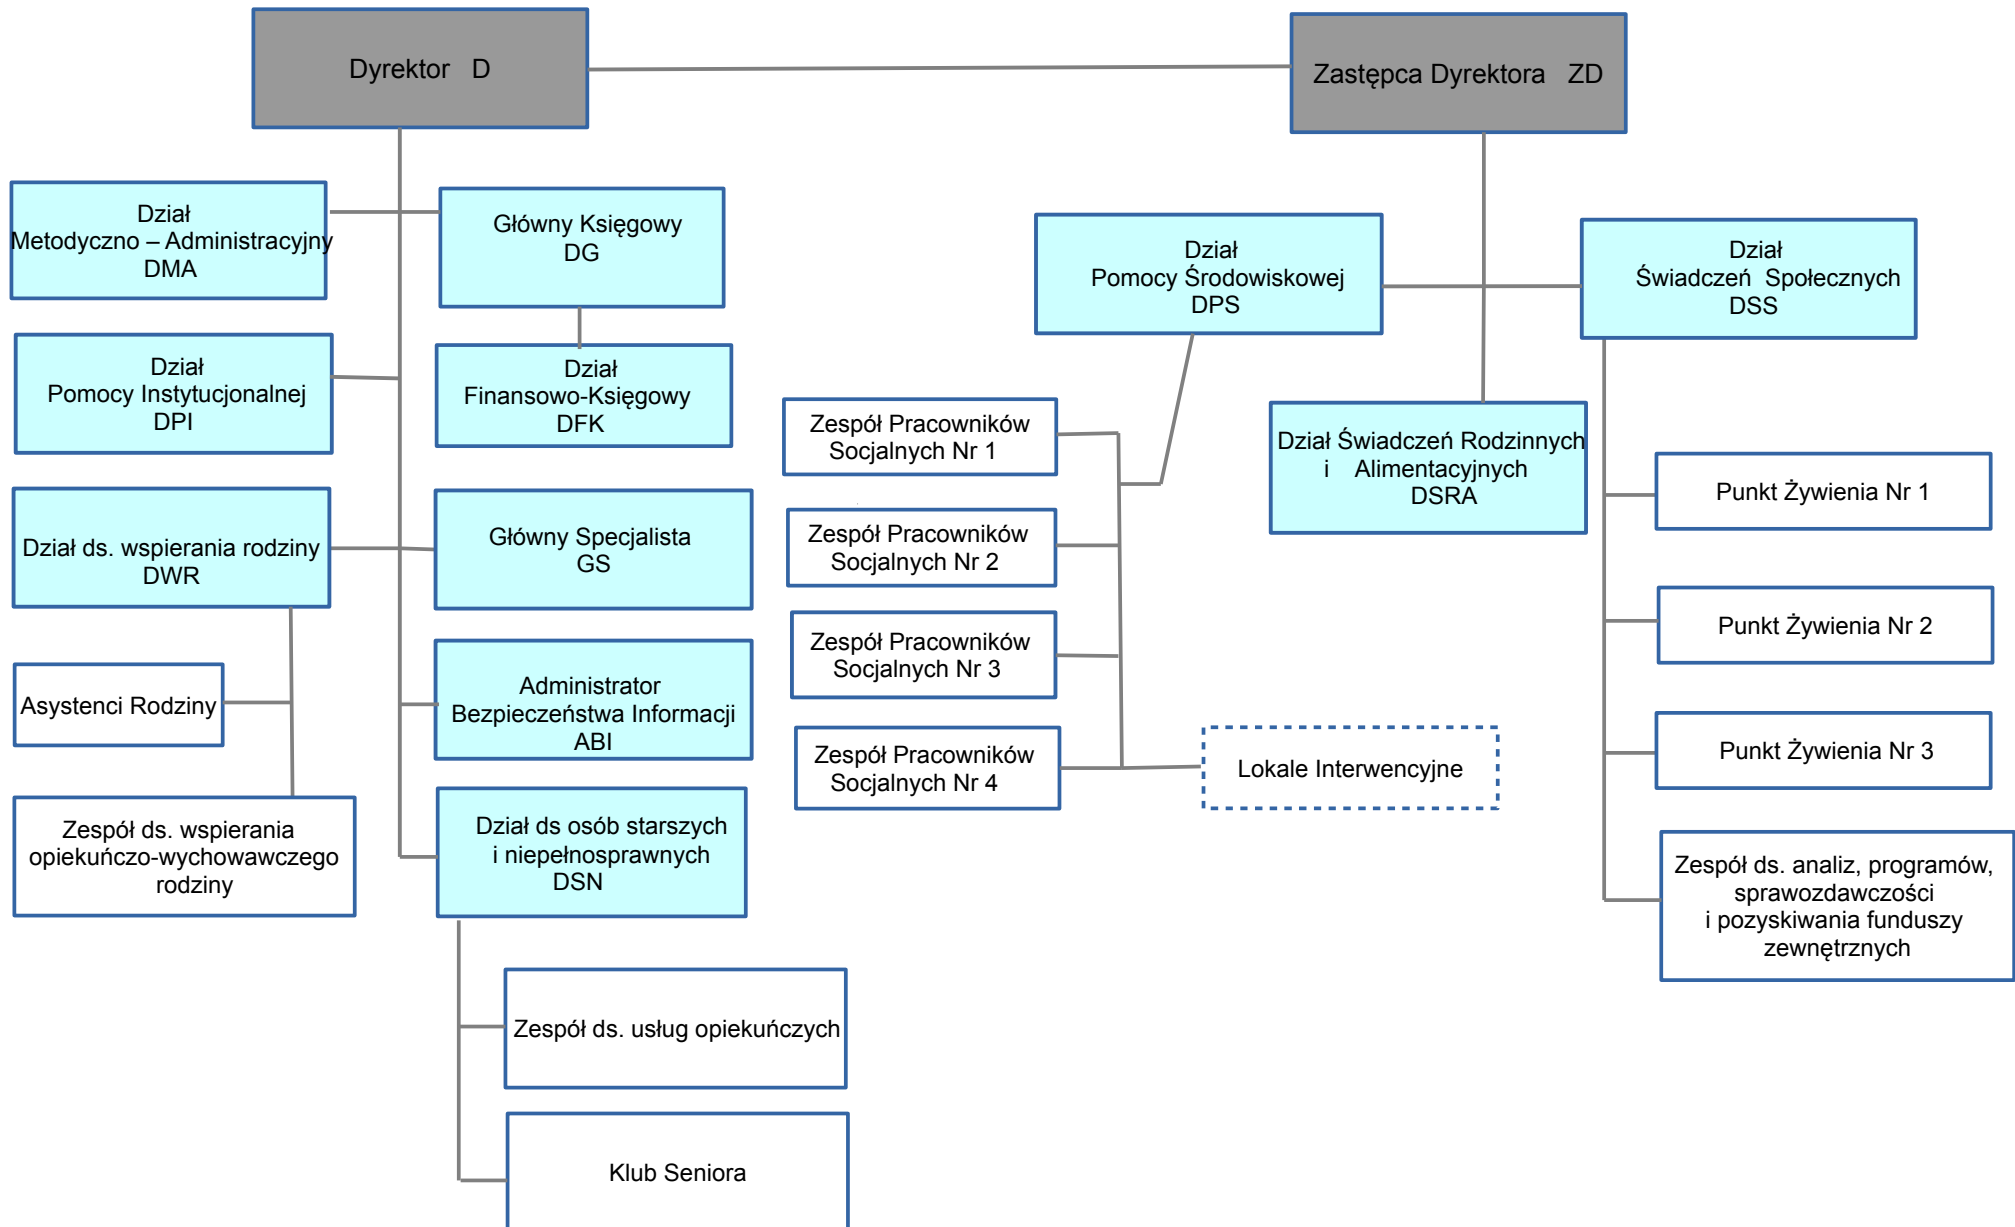 Dyrektor D
Zastępca Dyrektora ZD
Dział
Metodyczno – Administracyjny
DMA
Główny Księgowy
DG
Dział
Pomocy Środowiskowej
DPS
Dział
Świadczeń Społecznych
DSS
Dział
Pomocy Instytucjonalnej
DPI
Dział
Finansowo-Księgowy
DFK
Zespół Pracowników
Socjalnych Nr 1
Dział Świadczeń Rodzinnych
i Alimentacyjnych
DSRA
Punkt Żywienia Nr 1
Dział ds. wspierania rodziny
DWR
Główny Specjalista
GS
Zespół Pracowników
Socjalnych Nr 2
Punkt Żywienia Nr 2
Zespół Pracowników
Socjalnych Nr 3
Asystenci Rodziny
Administrator
Bezpieczeństwa Informacji
ABI
Punkt Żywienia Nr 3
Zespół Pracowników
Socjalnych Nr 4
Lokale Interwencyjne
Zespół ds. wspierania
opiekuńczo-wychowawczego
rodziny
Dział ds osób starszych
i niepełnosprawnych
DSN
Zespół ds. analiz, programów,
sprawozdawczości
i pozyskiwania funduszy
zewnętrznych
Zespół ds. usług opiekuńczych
Klub Seniora